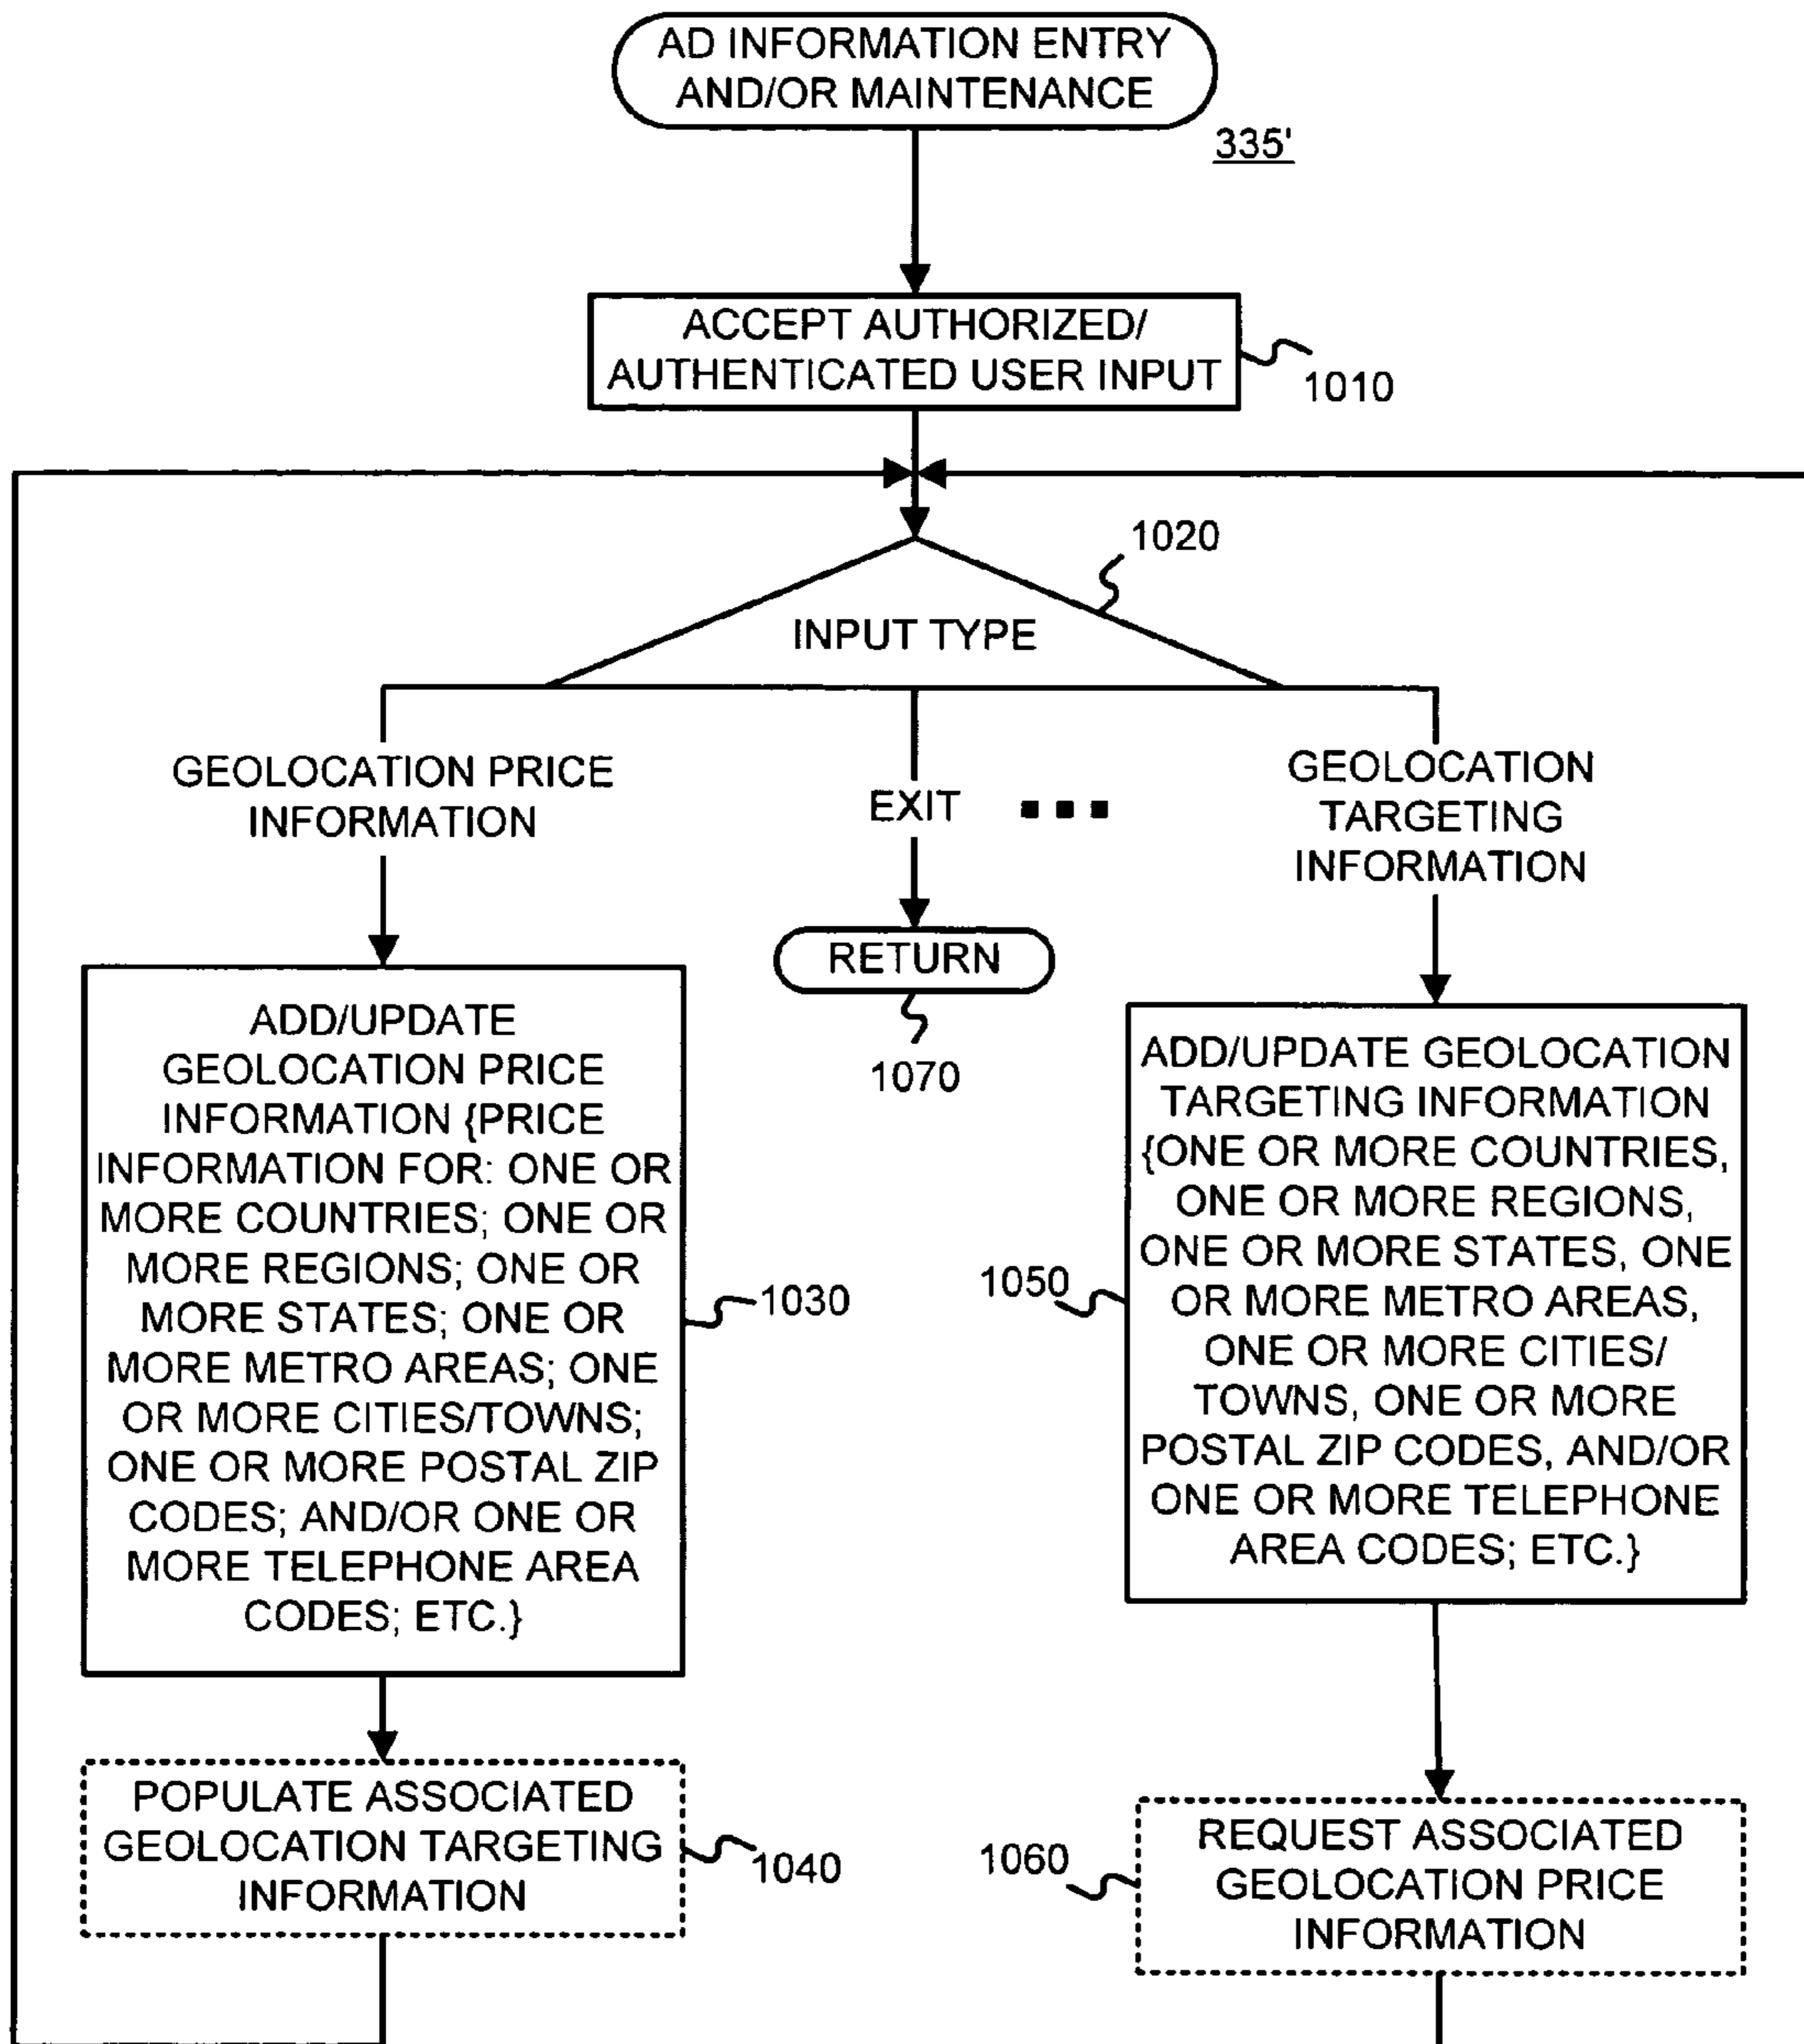 AD INFORMATION ENTRY
AND/OR MAINTENANCE
335'
ACCEPT AUTHORIZED/
AUTHENTICATED USER INPUT
1010
1020
INPUT TYPE
GEOLOCATION PRICE
INFORMATION
EXIT
GEOLOCATION
TARGETING
INFORMATION
RETURN
1070
ADD/UPDATE
GEOLOCATION PRICE
INFORMATION {PRICE
INFORMATION FOR: ONE OR
MORE COUNTRIES; ONE OR
MORE REGIONS; ONE OR
MORE STATES; ONE OR
MORE METRO AREAS; ONE
OR MORE CITIES/TOWNS;
ONE OR MORE POSTAL ZIP
CODES; AND/OR ONE OR
MORE TELEPHONE AREA
CODES; ETC.}
1030
ADD/UPDATE GEOLOCATION
TARGETING INFORMATION
{ONE OR MORE COUNTRIES,
ONE OR MORE REGIONS,
ONE OR MORE STATES, ONE
OR MORE METRO AREAS,
ONE OR MORE CITIES/
TOWNS, ONE OR MORE
POSTAL ZIP CODES, AND/OR
ONE OR MORE TELEPHONE
AREA CODES; ETC.}
1050
POPULATE ASSOCIATED
GEOLOCATION TARGETING
INFORMATION
1040
REQUEST ASSOCIATED
GEOLOCATION PRICE
INFORMATION
1060